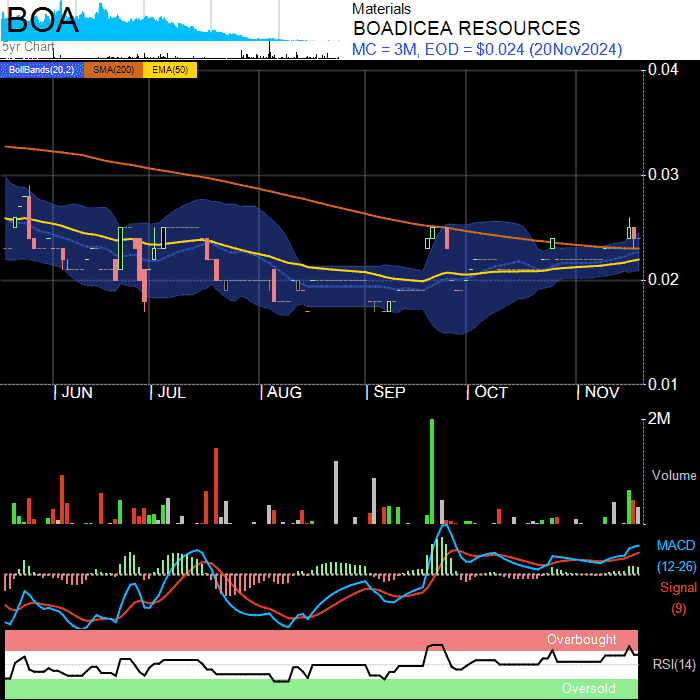 BOA
5yr Chart
Materials
BOADICEA RESOURCES
MC = 3M, EOD = $0.024 (20Nov2024)
BollBands(20,2) SMA(200) EMA(50)
0.04
0.03
0.02
0.01
JUN JUL AUG SEP OCT NOV
2M
Volume
MACD
(12-26)
Signal
(9)
Overbought
RSI(14)
Oversold